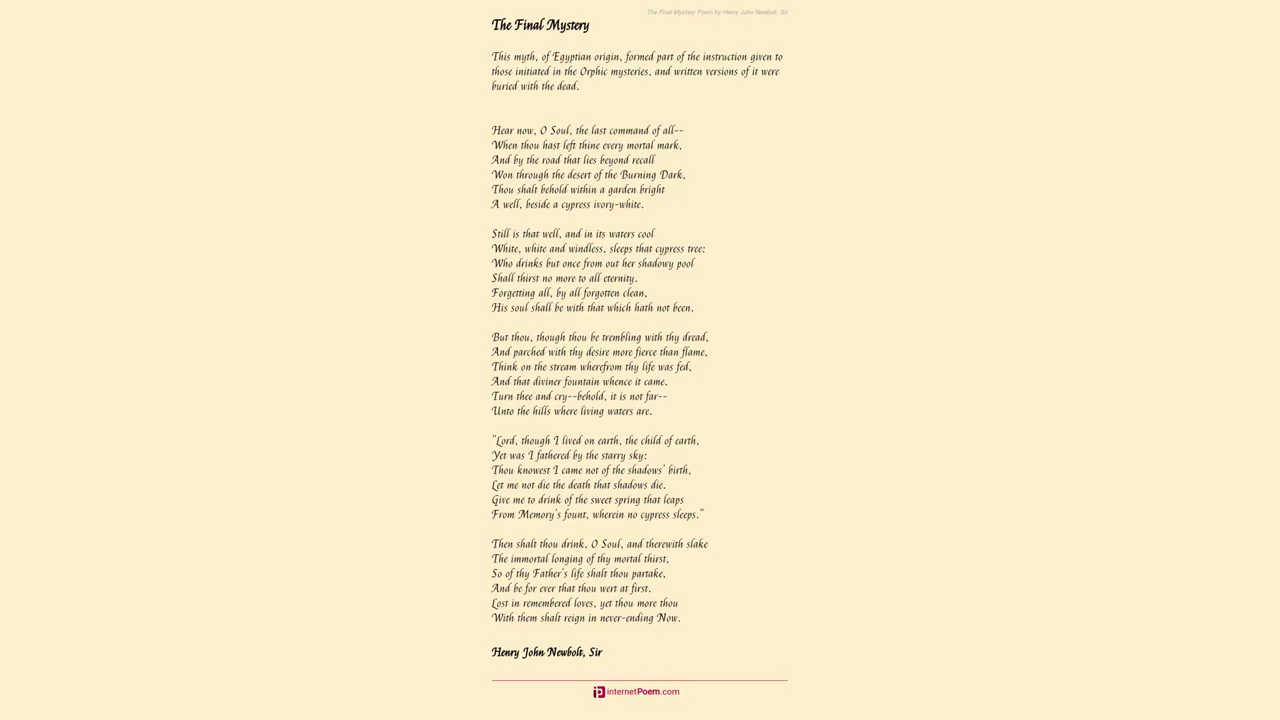 The Final Mystery Poem by Henry John Newbolt, Sir
The Final Mystery
This myth, of Egyptian origin, formed part of the instruction given to
those initiated in the Orphic mysteries, and written versions of it were
buried with the dead.
Hear now, O Soul, the last command of all--
When thou hast left thine every mortal mark,
And by the road that lies beyond recall
Won through the desert of the Burning Dark,
Thou shalt behold within a garden bright
A well, beside a cypress ivory-white.
Still is that well, and in its waters cool
White, white and windless, sleeps that cypress tree:
Who drinks but once from out her shadowy pool
Shall thirst no more to all eternity.
Forgetting all, by all forgotten clean,
His soul shall be with that which hath not been.
But thou, though thou be trembling with thy dread,
And parched with thy desire more fierce than flame,
Think on the stream wherefrom thy life was fed,
And that diviner fountain whence it came.
Turn thee and cry--behold, it is not far--
Unto the hills where living waters are.
"Lord, though I lived on earth, the child of earth,
Yet was I fathered by the starry sky:
Thou knowest I came not of the shadows' birth,
Let me not die the death that shadows die.
Give me to drink of the sweet spring that leaps
From Memory's fount, wherein no cypress sleeps."
Then shalt thou drink, O Soul, and therewith slake
The immortal longing of thy mortal thirst,
So of thy Father's life shalt thou partake,
And be for ever that thou wert at first.
Lost in remembered loves, yet thou more thou
With them shalt reign in never-ending Now.
Henry John Newbolt, Sir
internetPoem.com